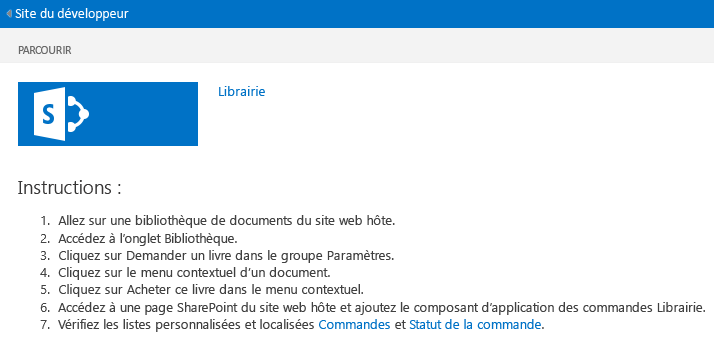 Site du développeur
PARCOURIR
S
Librairie
Instructions :
1. Allez sur une bibliothèque de documents du site web hôte.
2. Accédez à l'onglet Bibliothèque.
3. Cliquez sur Demander un livre dans le groupe Paramètres.
4. Cliquez sur le menu contextuel d'un document.
5. Cliquez sur Acheter ce livre dans le menu contextuel.
6. Accédez à une page SharePoint du site web hôte et ajoutez le composant d'application des commandes Librairie.
7. Vérifiez les listes personnalisées et localisées Commandes et Statut de la commande.